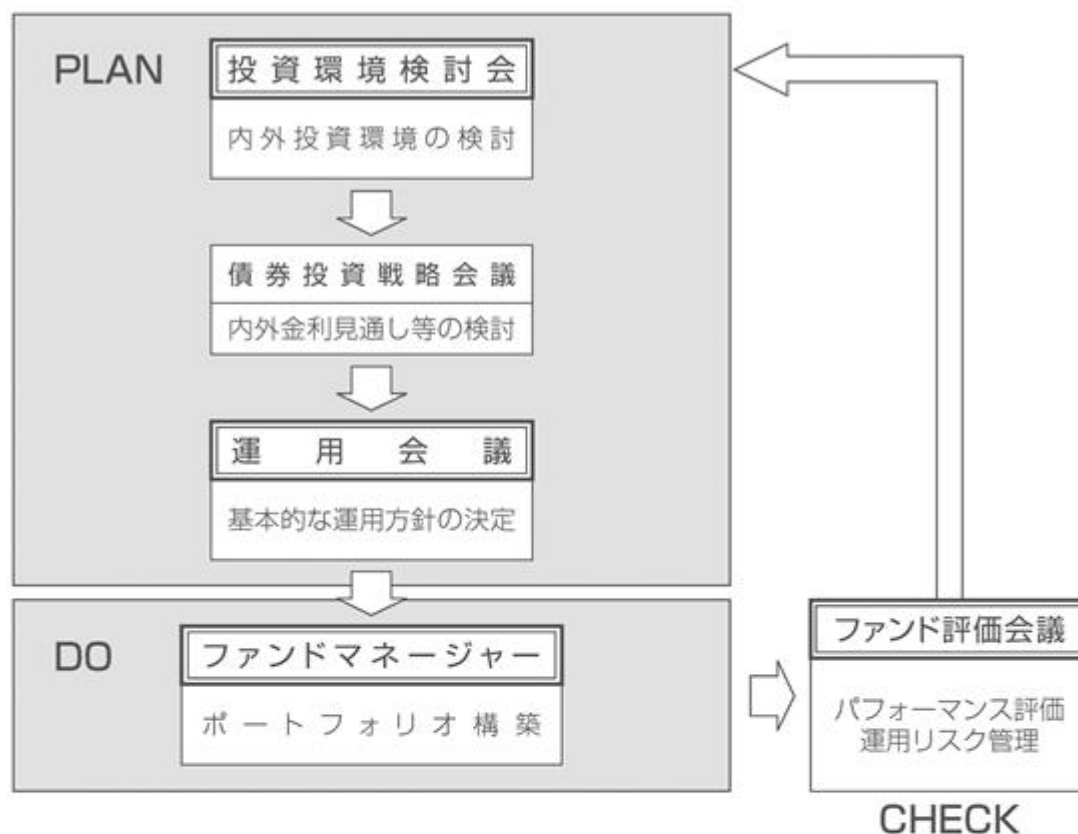 PLAN
投資環境検討会
内外投資環境の検討
債券投資戦略会議
内外金利見通し等の検討
運用会議
基本的な運用方針の決定
DO
ファンドマネージャー
ポートフォリオ構築
ファンド評価会議
パフォーマンス評価
運用リスク管理
CHECK